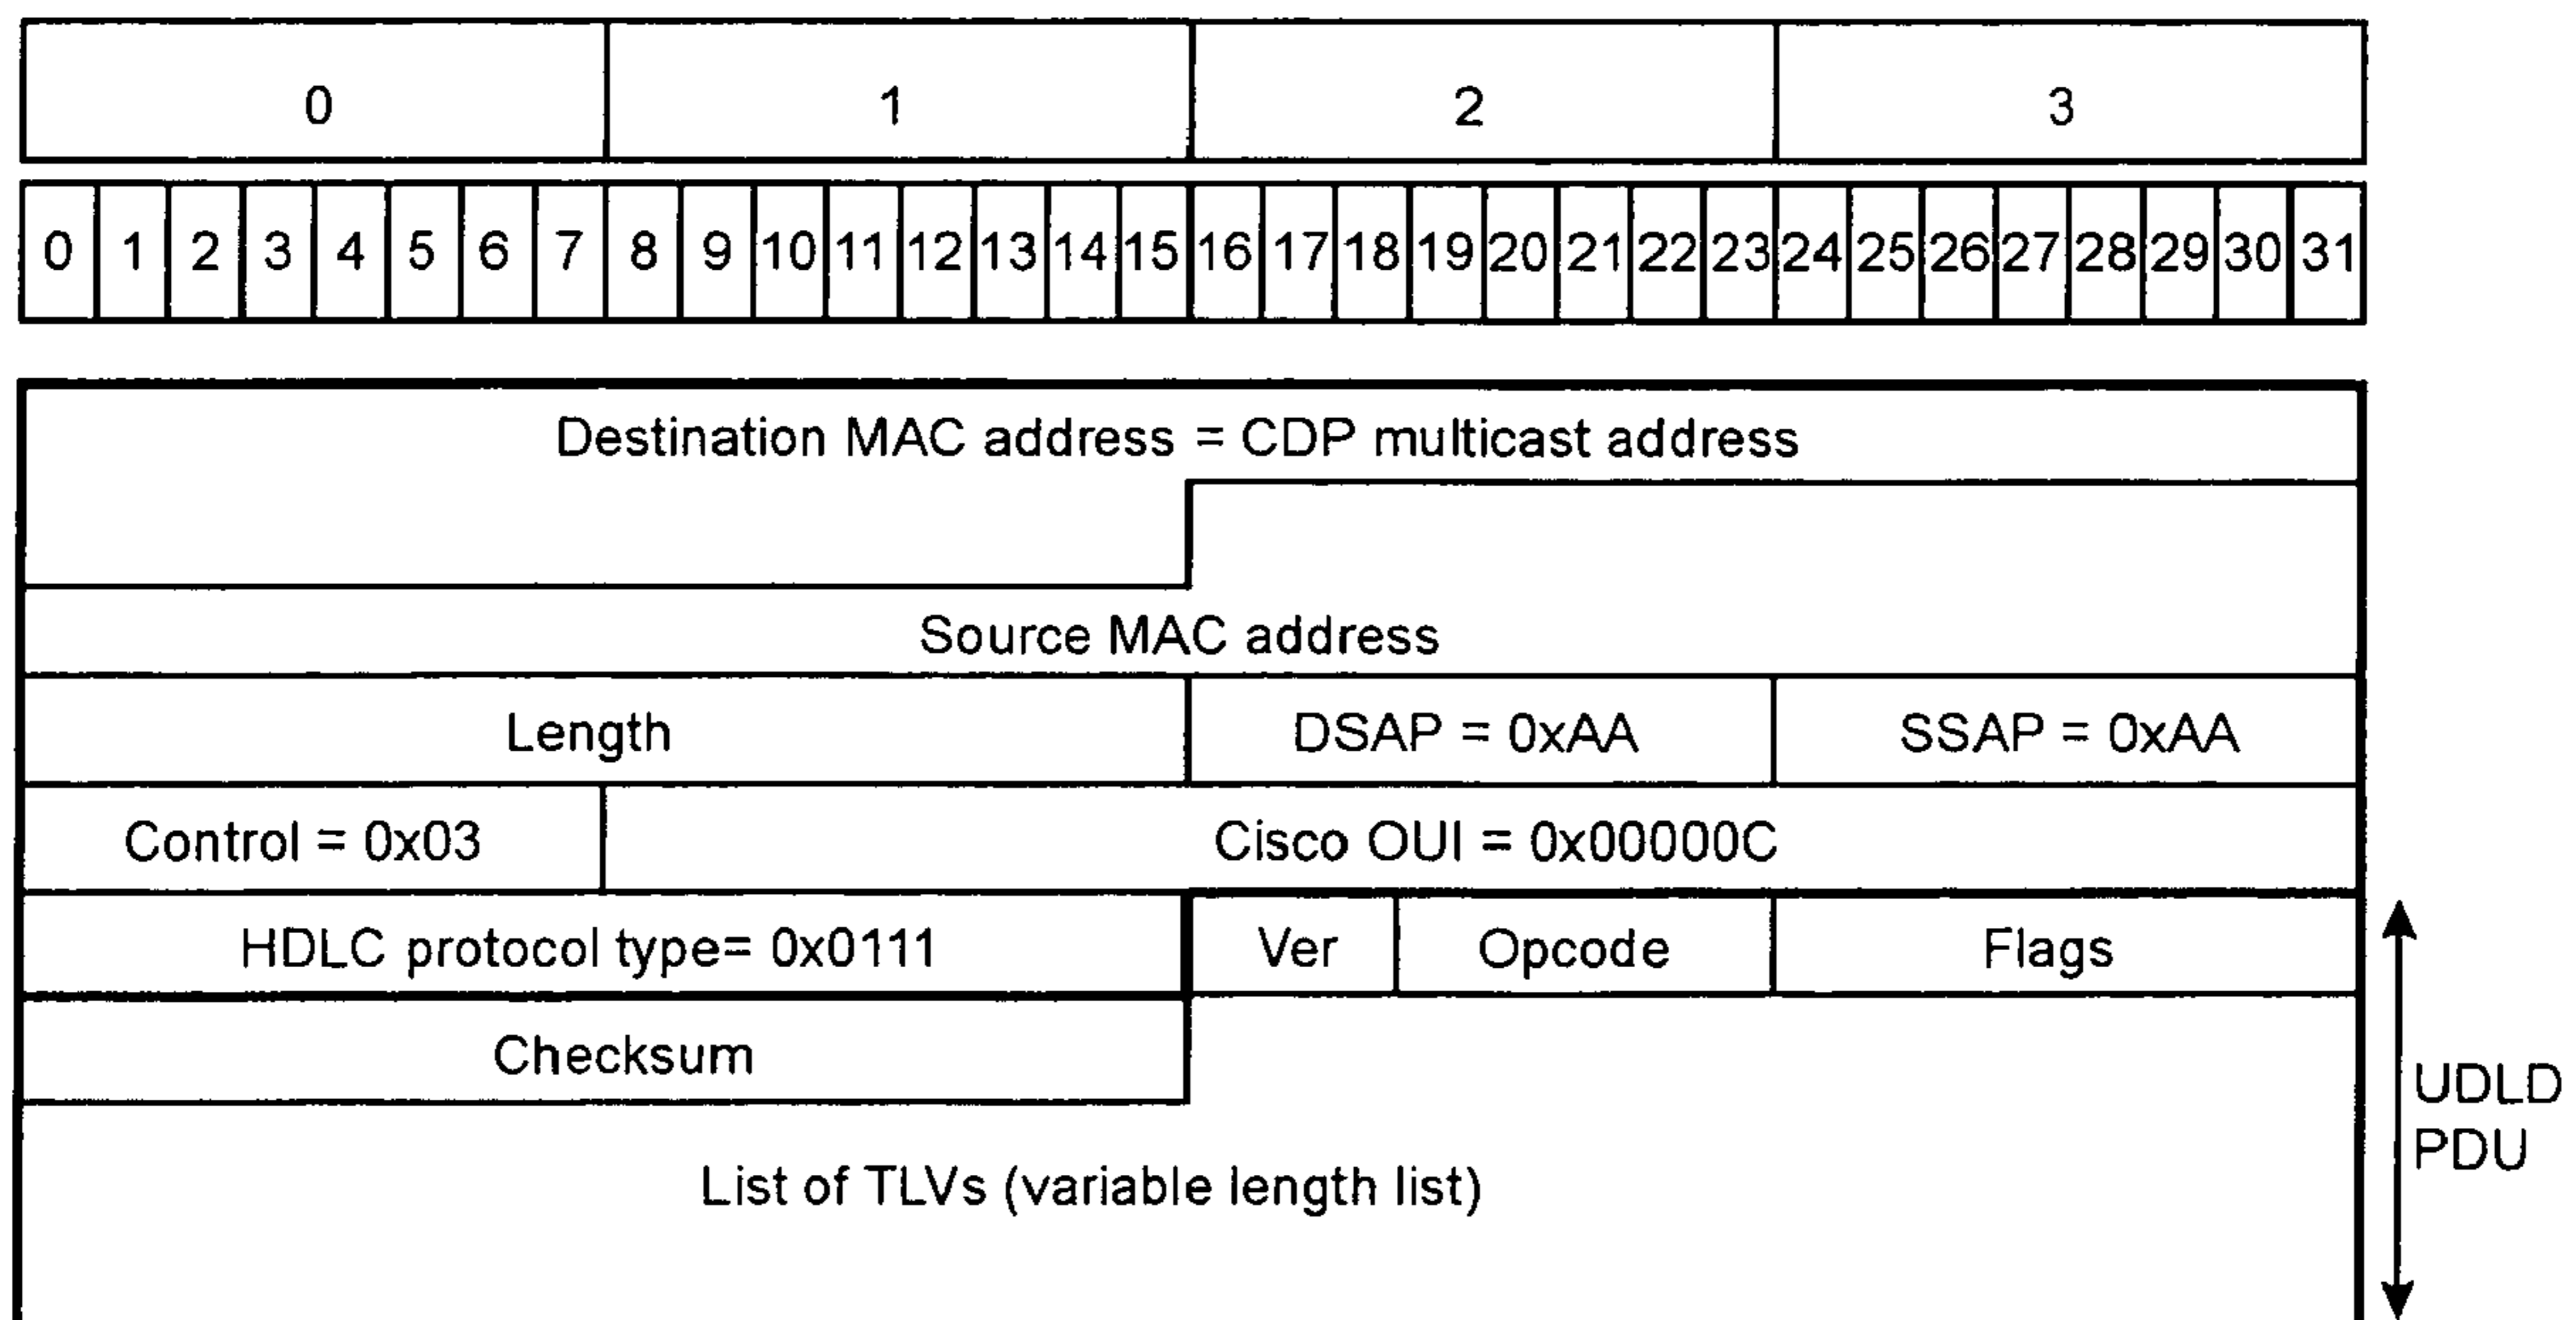 0 1 2 3
0 1 2 3 4 5 6 7 8 9 10 11 12 13 14 15 16 17 18 19 20 21 22 23 24 25 26 27 28 29 30 31
Destination MAC address = CDP multicast address
Source MAC address
Length DSAP = 0xAA SSAP = 0xAA
Control = 0x03 Cisco OUI = 0x00000C
HDLC protocol type= 0x0111 Ver Opcode Flags
Checksum
UDLD
PDU
List of TLVs (variable length list)